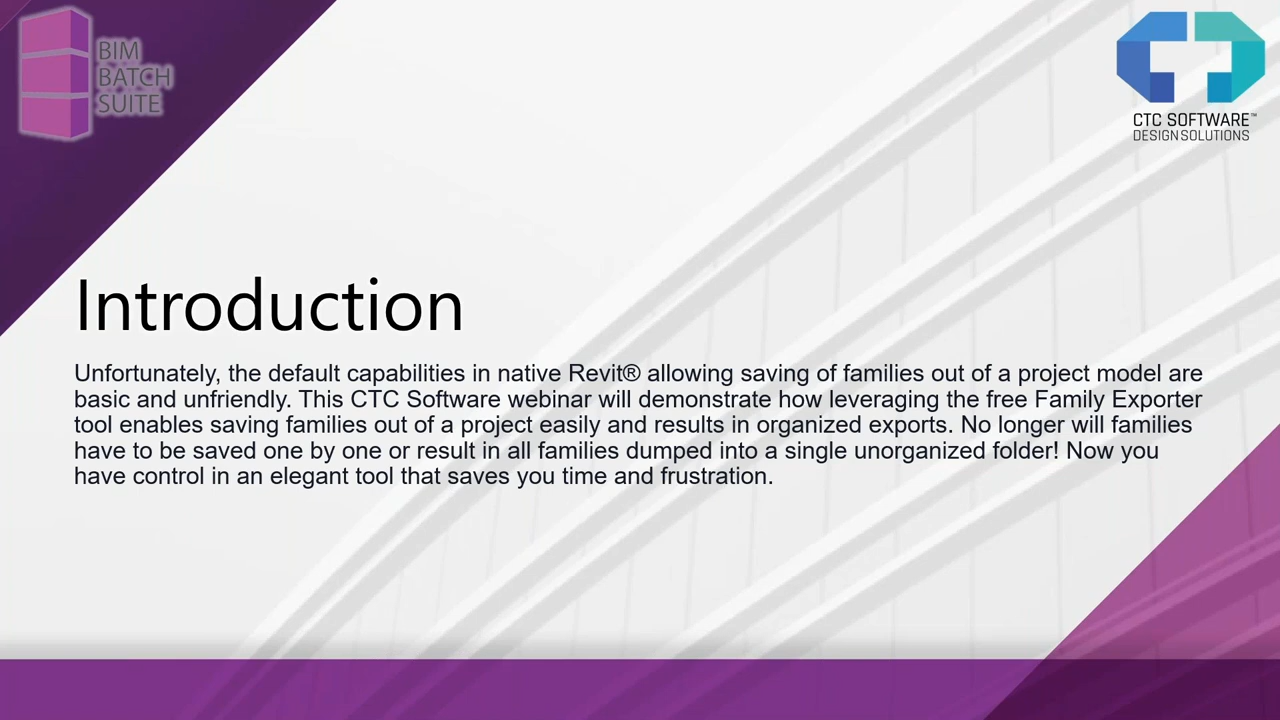 BIM
BATCH
SUITE
CTC SOFTWARE™
DESIGN SOLUTIONS
Introduction
Unfortunately, the default capabilities in native Revit® allowing saving of families out of a project model are
basic and unfriendly. This CTC Software webinar will demonstrate how leveraging the free Family Exporter
tool enables saving families out of a project easily and results in organized exports. No longer will families
have to be saved one by one or result in all families dumped into a single unorganized folder! Now you
have control in an elegant tool that saves you time and frustration.